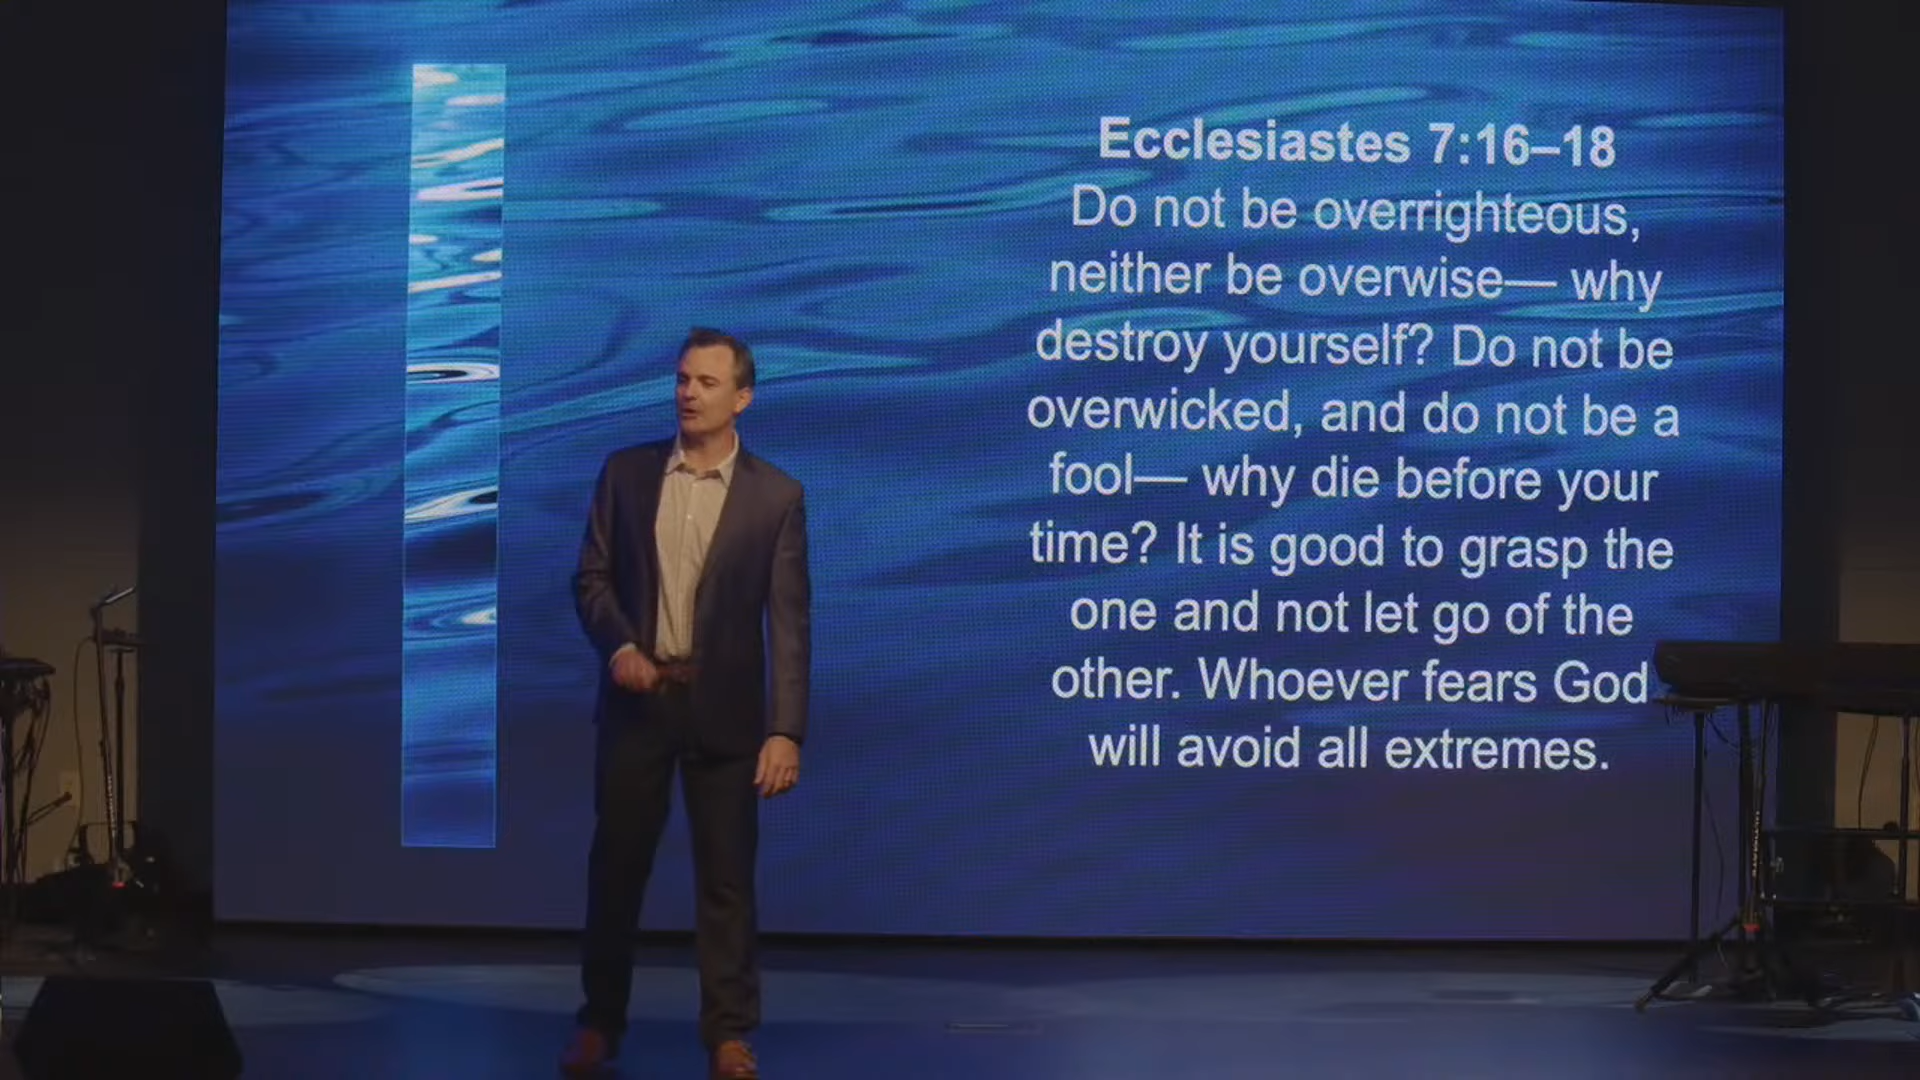 Ecclesiastes 7:16–18
Do not be overrighteous,
neither be overwise— why
destroy yourself? Do not be
overwicked, and do not be a
fool— why die before your
time? It is good to grasp the
one and not let go of the
other. Whoever fears God
will avoid all extremes.